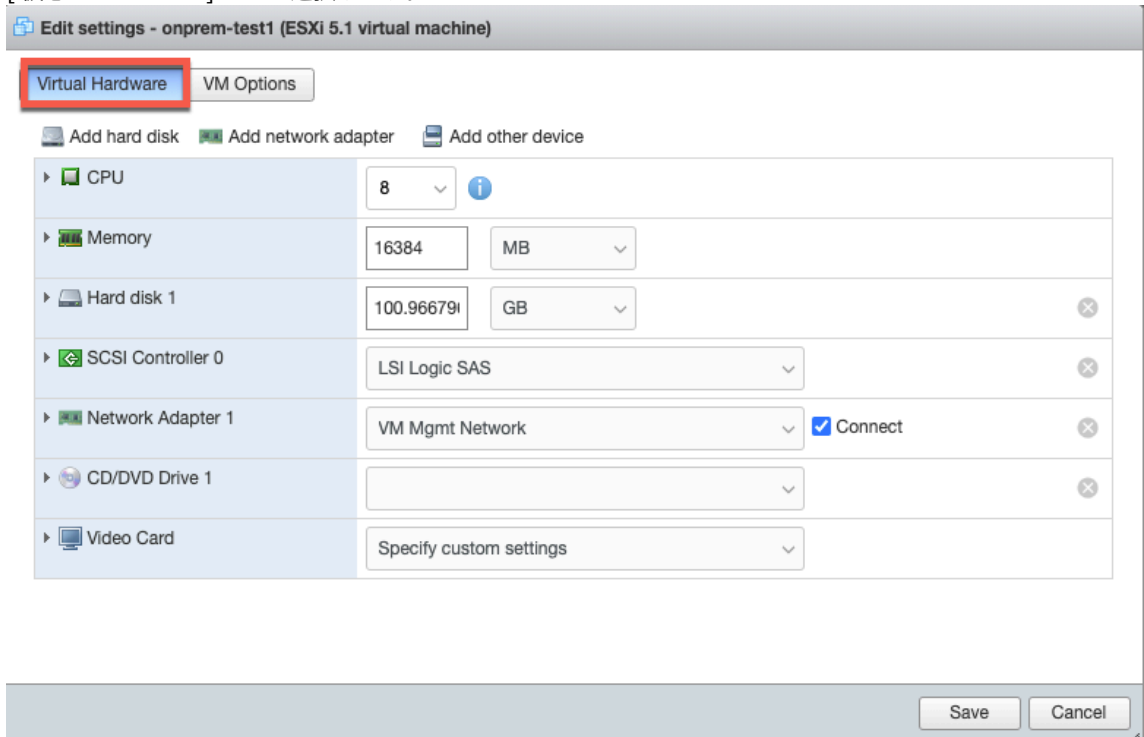 Edit settings - onprem-test1 (ESXi 5.1 virtual machine)
Virtual Hardware VM Options
Add hard disk Add network adapter Add other device
CPU 8
Memory 16384 MB
Hard disk 1 100.96679 GB
SCSI Controller 0 LSI Logic SAS
Network Adapter 1 VM Mgmt Network Connect
CD/DVD Drive 1
Video Card Specify custom settings
Save Cancel